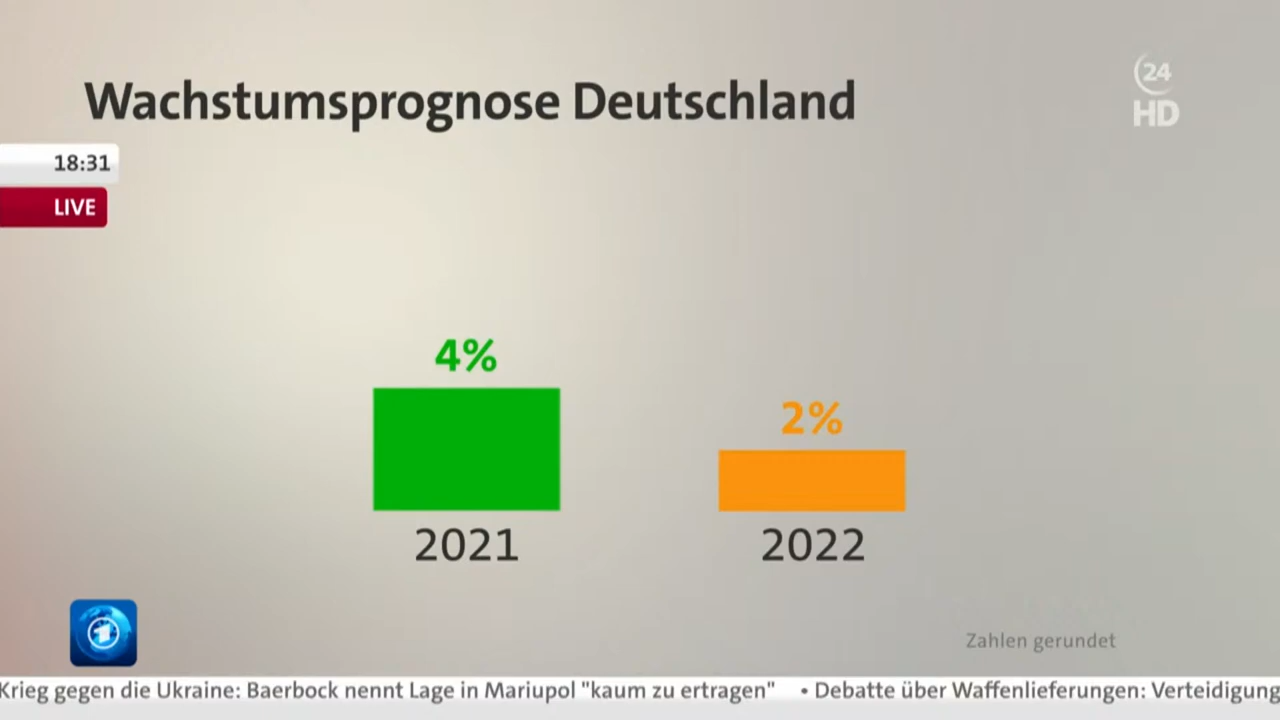 Wachstumsprognose Deutschland
24
HD
18:31
LIVE
4%
2%
2021
2022
1
Zahlen gerundet
Krieg gegen die Ukraine: Baerbock nennt Lage in Mariupol "kaum zu ertragen" • Debatte über Waffenlieferungen: Verteidigung